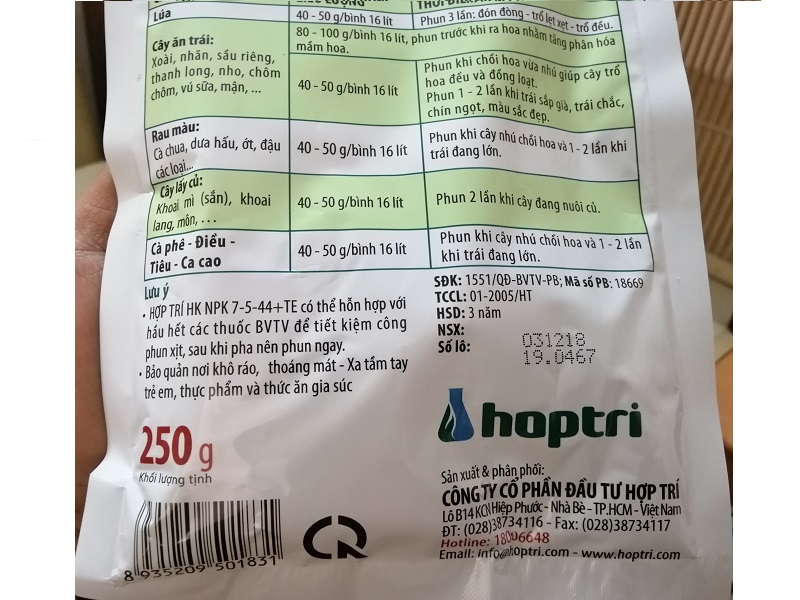 Lúa
40 - 50 g/bình 16 lít
Phun 3 lần: đón đòng - trổ lẹt xẹt - trổ đều.
Cây ăn trái:
Xoài, nhãn, sầu riêng,
thanh long, nho, chôm
chôm, vú sữa, mận, ...
80 - 100 g/bình 16 lít, phun trước khi ra hoa nhằm tăng phân hóa
mầm hoa.
40 - 50 g/bình 16 lít
Phun khi chồi hoa vừa nhú giúp cây trổ
hoa đều và đồng loạt.
Phun 1 - 2 lần khi trái sắp già, trái chắc,
chín ngọt, màu sắc đẹp.
Rau màu:
Cà chua, dưa hấu, ớt, đậu
các loại...
40 - 50 g/bình 16 lít
Phun khi cây nhú chồi hoa và 1 - 2 lần khi
trái đang lớn.
Cây lấy củ:
Khoai mì (sắn), khoai
lang, môn, ...
40 - 50 g/bình 16 lít
Phun 2 lần khi cây đang nuôi củ.
Cà phê - Điều -
Tiêu - Ca cao
40 - 50 g/bình 16 lít
Phun khi cây nhú chồi hoa và 1 - 2 lần
khi trái đang lớn.
Lưu ý
• HỢP TRÍ HK NPK 7-5-44+TE có thể hỗn hợp với
hầu hết các thuốc BVTV để tiết kiệm công
phun xịt, sau khi pha nên phun ngay.
• Bảo quản nơi khô ráo, thoáng mát - Xa tầm tay
trẻ em, thực phẩm và thức ăn gia súc
250 g
Khối lượng tịnh
8 935209 501831
SĐK: 1551/QĐ-BVTV-PB; Mã số PB: 18669
TCCL: 01-2005/HT
HSD: 3 năm
NSX: 031218
Số lô: 19.0467
hoptri
Sản xuất & phân phối:
CÔNG TY CỔ PHẦN ĐẦU TƯ HỢP TRÍ
Lô B14 KCN Hiệp Phước - Nhà Bè - TP.HCM - Việt Nam
ĐT: (028)38734116 - Fax: (028)38734117
Hotline: 18006648
Email: info@hoptri.com - www.hoptri.com